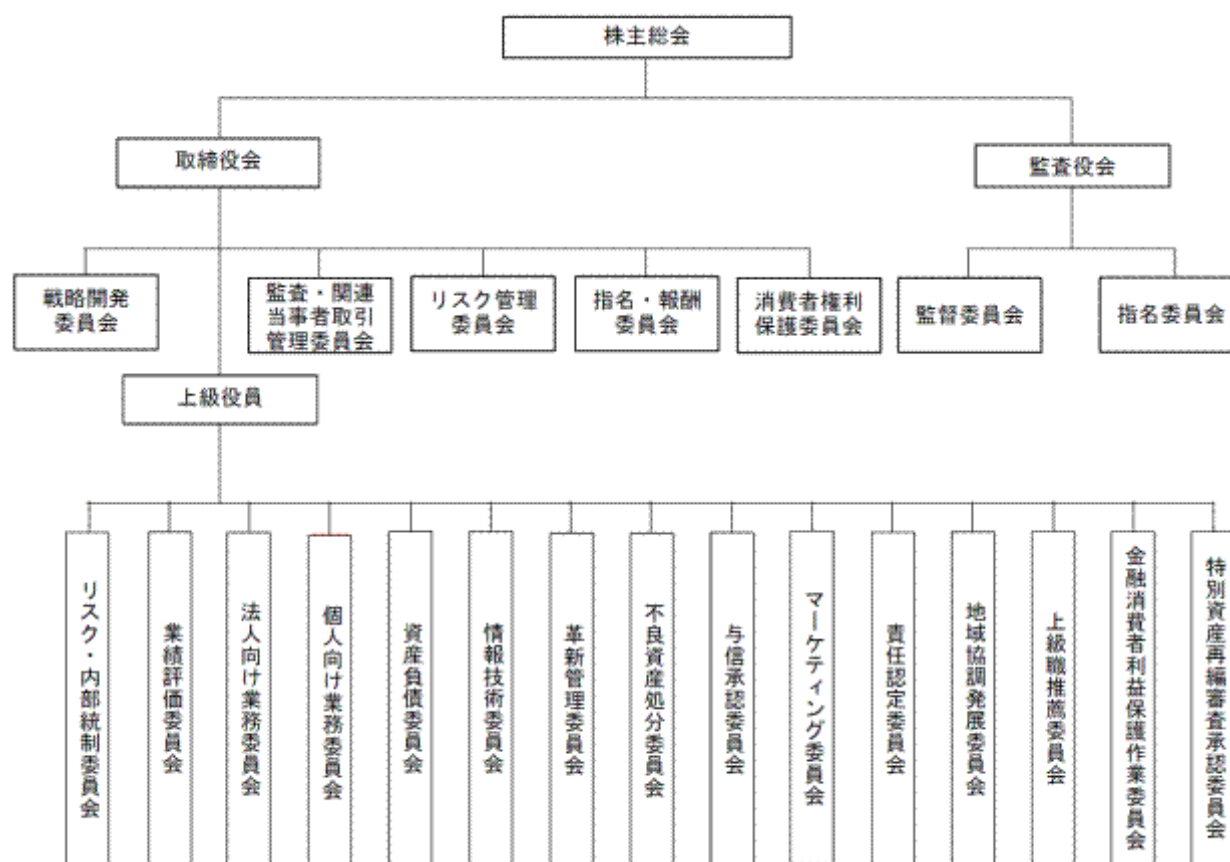 株主総会
取締役会
監査役会
戦略開発
委員会
監査・関連
当事者取引
管理委員会
リスク管理
委員会
指名・報酬
委員会
消費者権利
保護委員会
監督委員会
指名委員会
上級役員
リスク・内部統制委員会
業績評価委員会
法人向け業務委員会
個人向け業務委員会
資産負債委員会
情報技術委員会
革新管理委員会
不良資産処分委員会
与信承認委員会
マーケティング委員会
責任認定委員会
地域協調発展委員会
上級職推薦委員会
金融消費者利益保護作業委員会
特別資産再編審査承認委員会